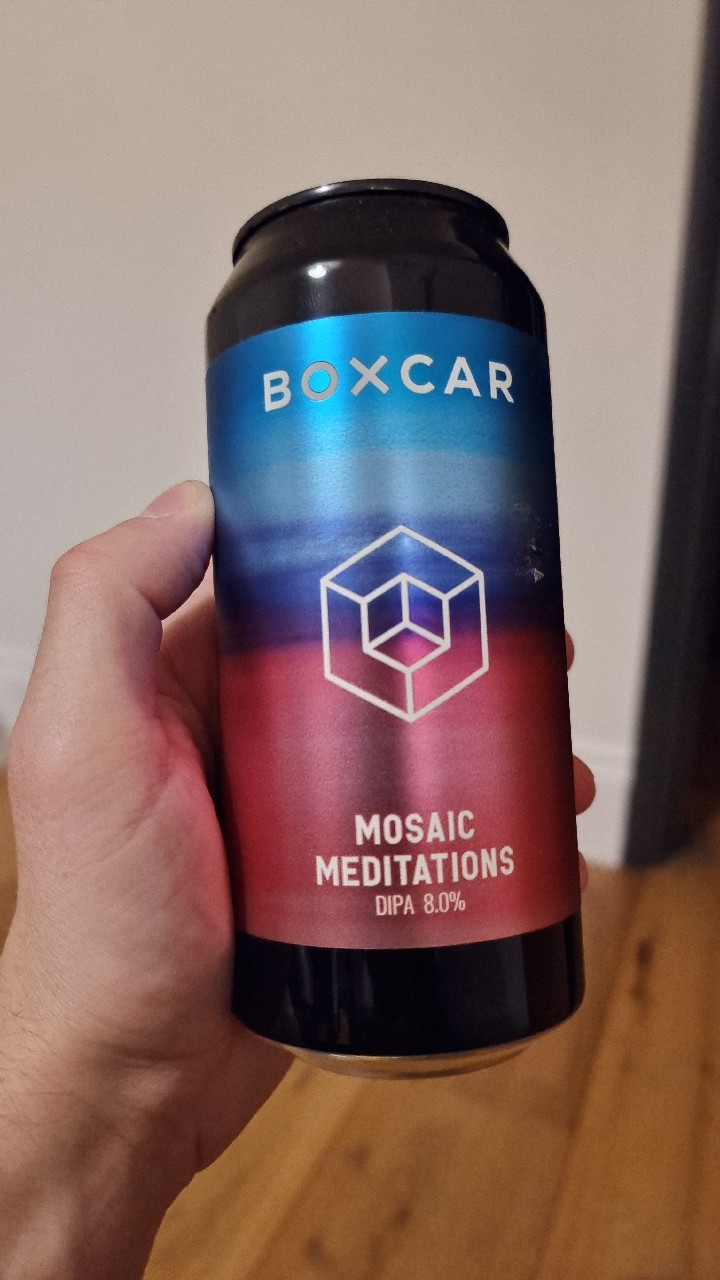 BOXCAR
MOSAIC
MEDITATIONS
DIPA 8.0%